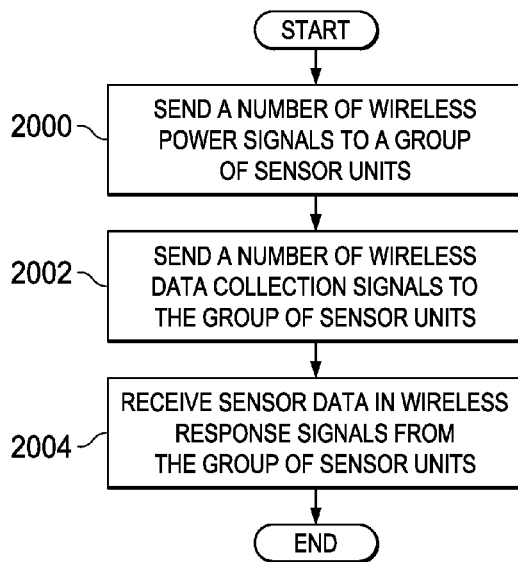 START
2000
SEND A NUMBER OF WIRELESS
POWER SIGNALS TO A GROUP
OF SENSOR UNITS
2002
SEND A NUMBER OF WIRELESS
DATA COLLECTION SIGNALS TO
THE GROUP OF SENSOR UNITS
2004
RECEIVE SENSOR DATA IN WIRELESS
RESPONSE SIGNALS FROM
THE GROUP OF SENSOR UNITS
END